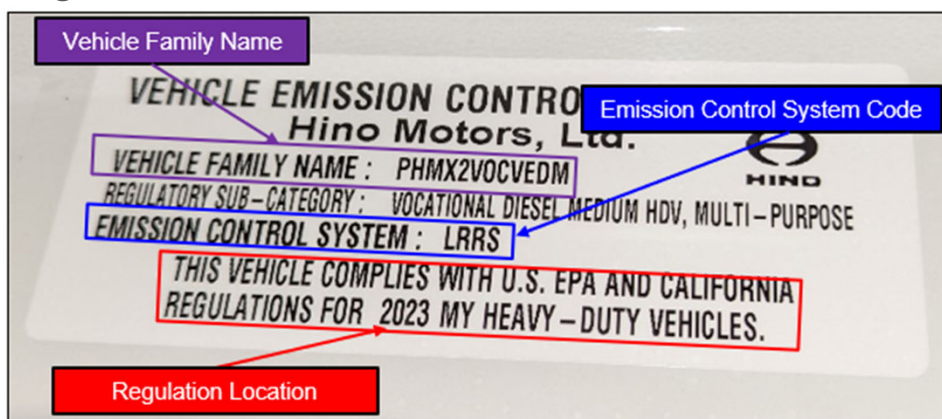 Vehicle Family Name
VEHICLE EMISSION CONTRO
Emission Control System Code
Hino Motors, Ltd.
VEHICLE FAMILY NAME : PHMX2VOCVEDM
HINO
REGULATORY SUB-CATEGORY : VOCATIONAL DIESEL MEDIUM HDV, MULTI-PURPOSE
EMISSION CONTROL SYSTEM : LRRS
THIS VEHICLE COMPLIES WITH U.S. EPA AND CALIFORNIA
REGULATIONS FOR 2023 MY HEAVY-DUTY VEHICLES.
Regulation Location